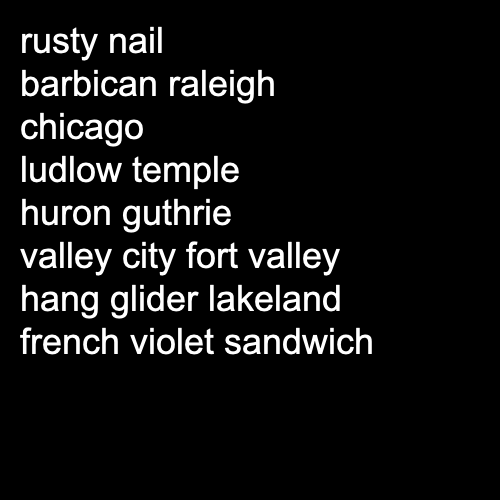 rusty nail
barbican raleigh
chicago
ludlow temple
huron guthrie
valley city fort valley
hang glider lakeland
french violet sandwich